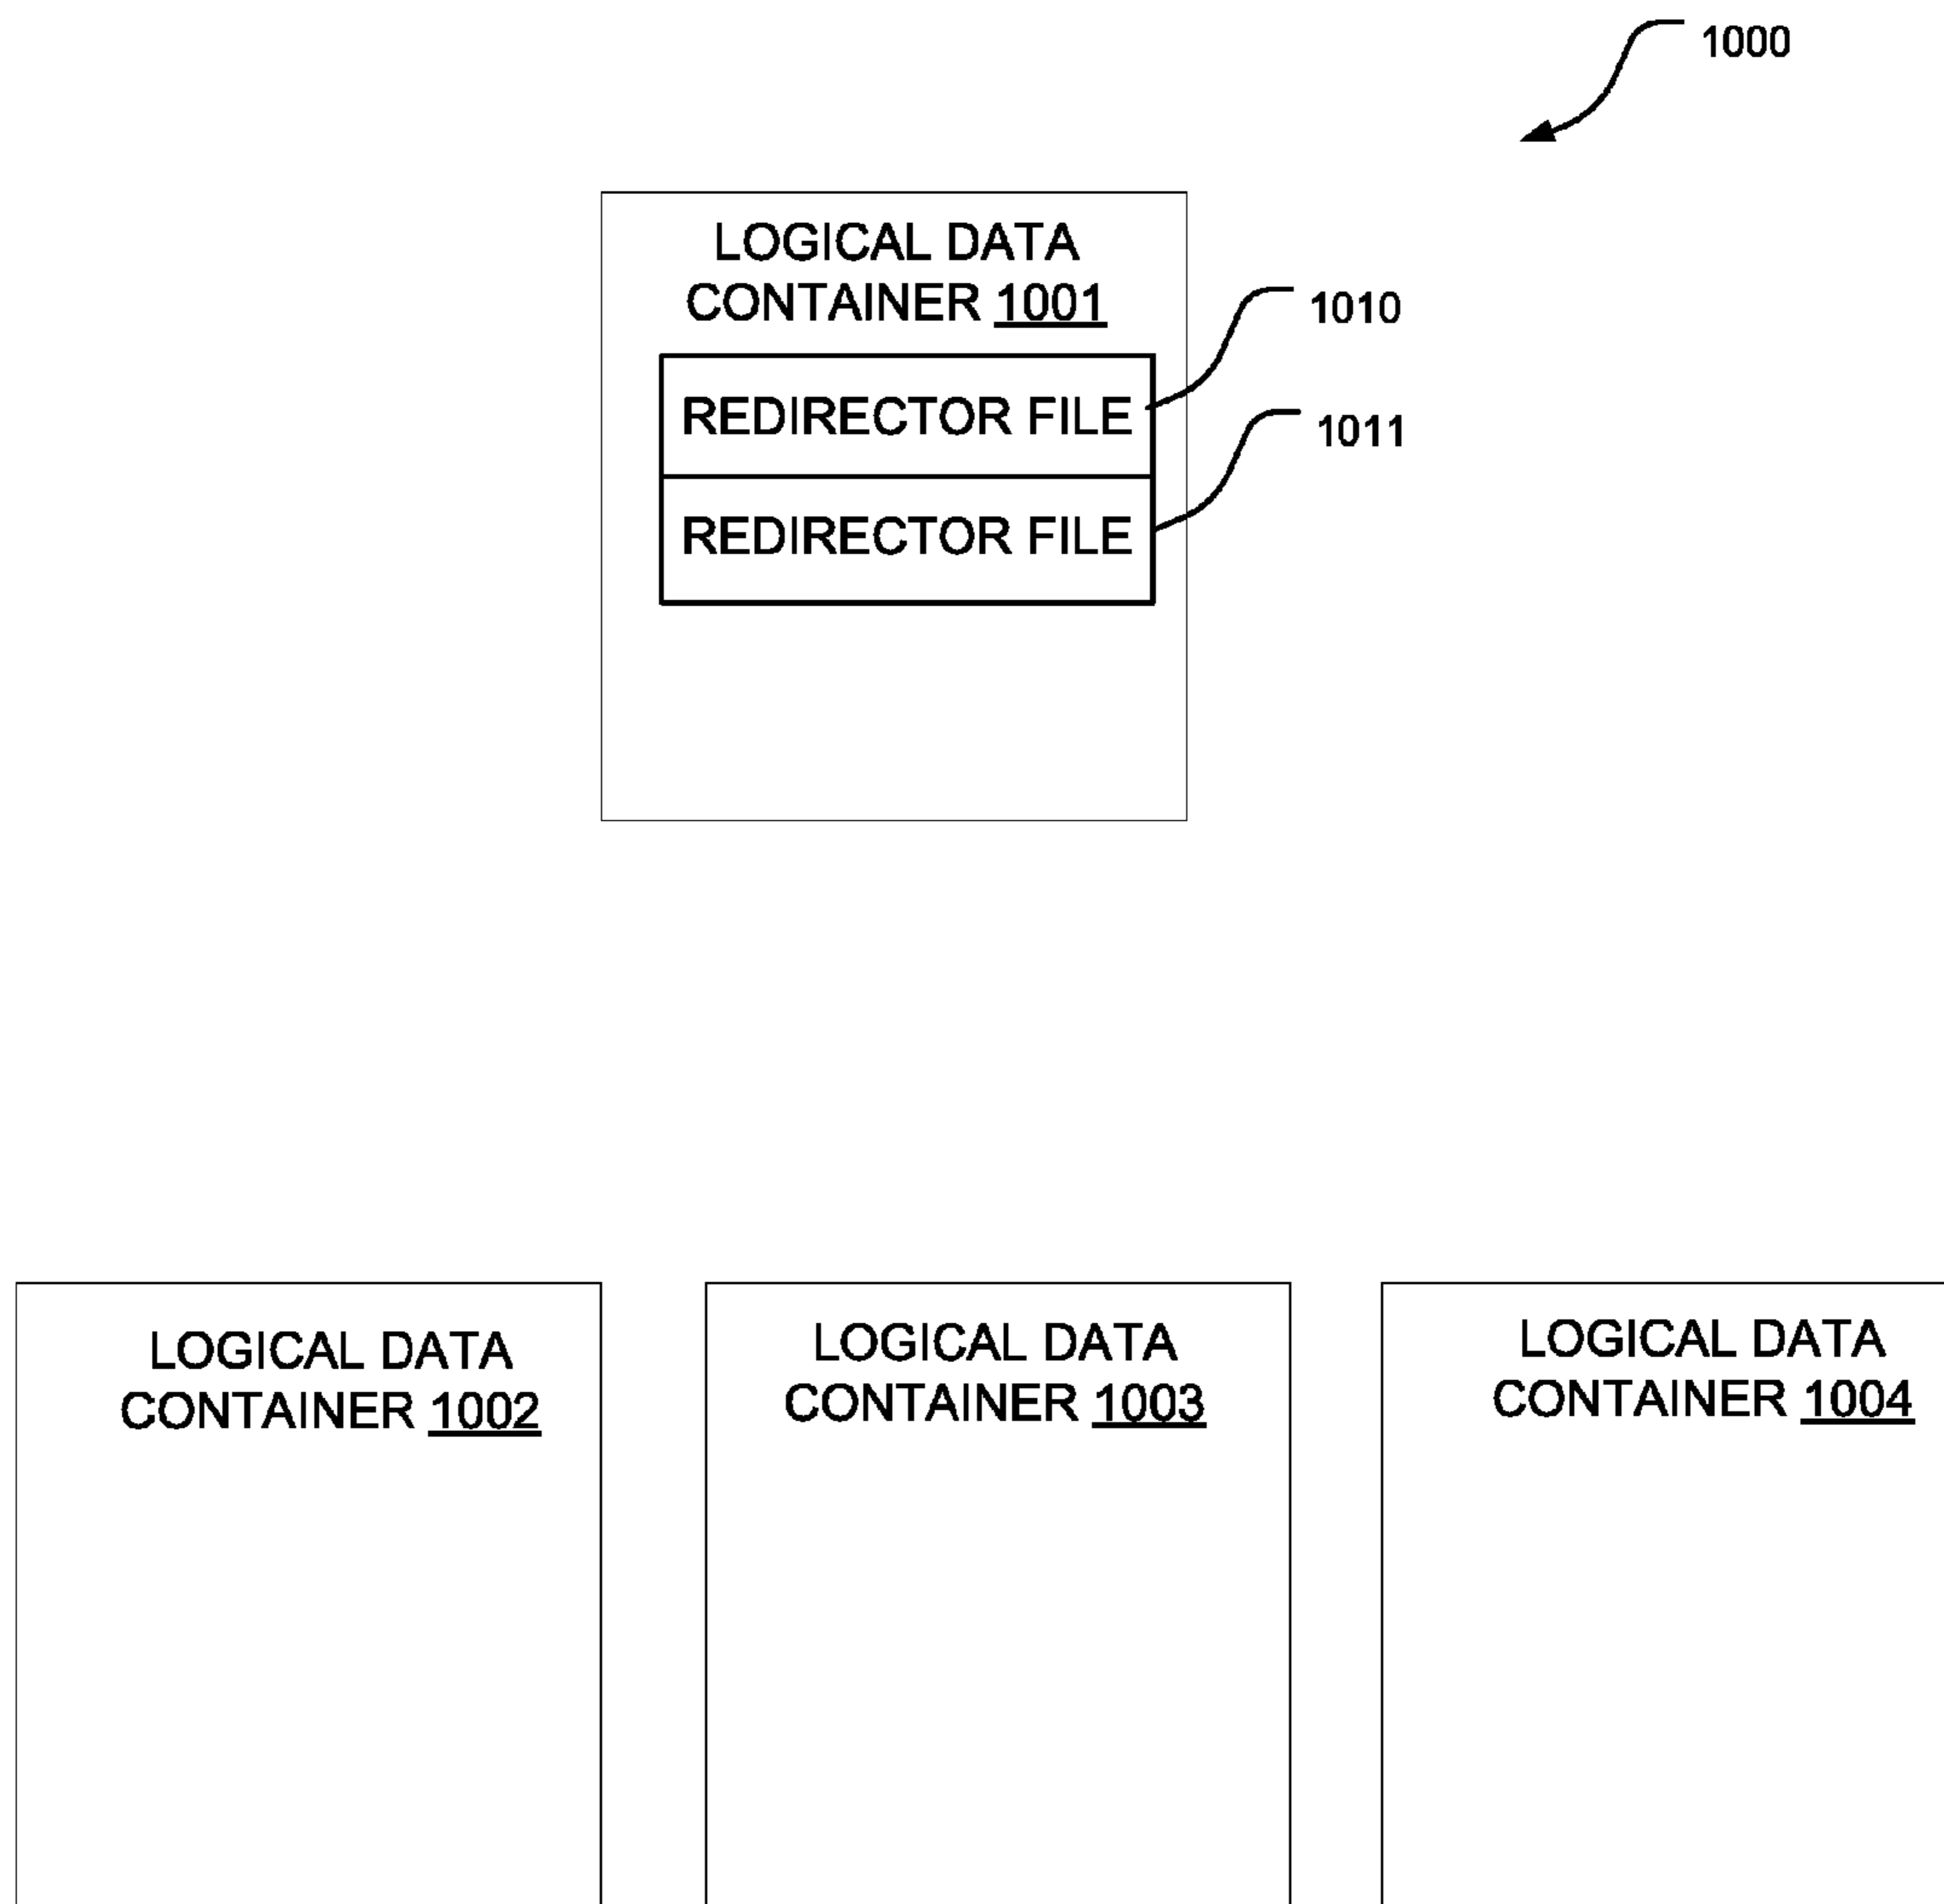 1000
LOGICAL DATA
CONTAINER 1001
1010
REDIRECTOR FILE
1011
REDIRECTOR FILE
LOGICAL DATA
CONTAINER 1002
LOGICAL DATA
CONTAINER 1003
LOGICAL DATA
CONTAINER 1004